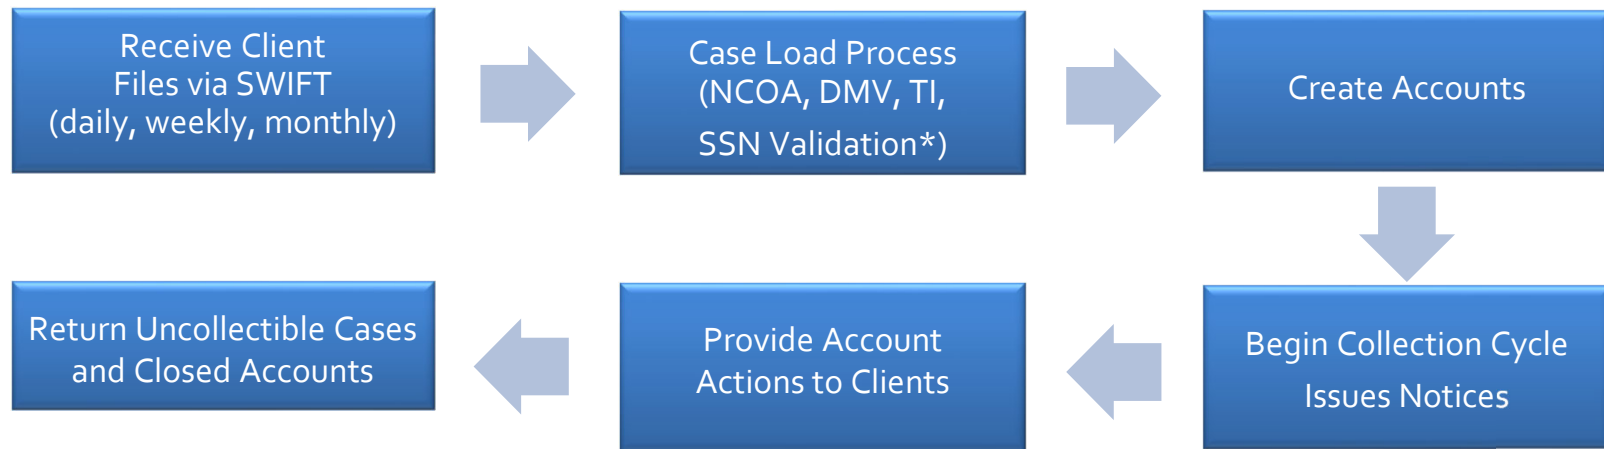 Receive Client
Files via SWIFT
(daily, weekly, monthly)
Case Load Process
(NCOA, DMV, TI,
SSN Validation*)
Create Accounts
Begin Collection Cycle
Issues Notices
Provide Account
Actions to Clients
Return Uncollectible Cases
and Closed Accounts